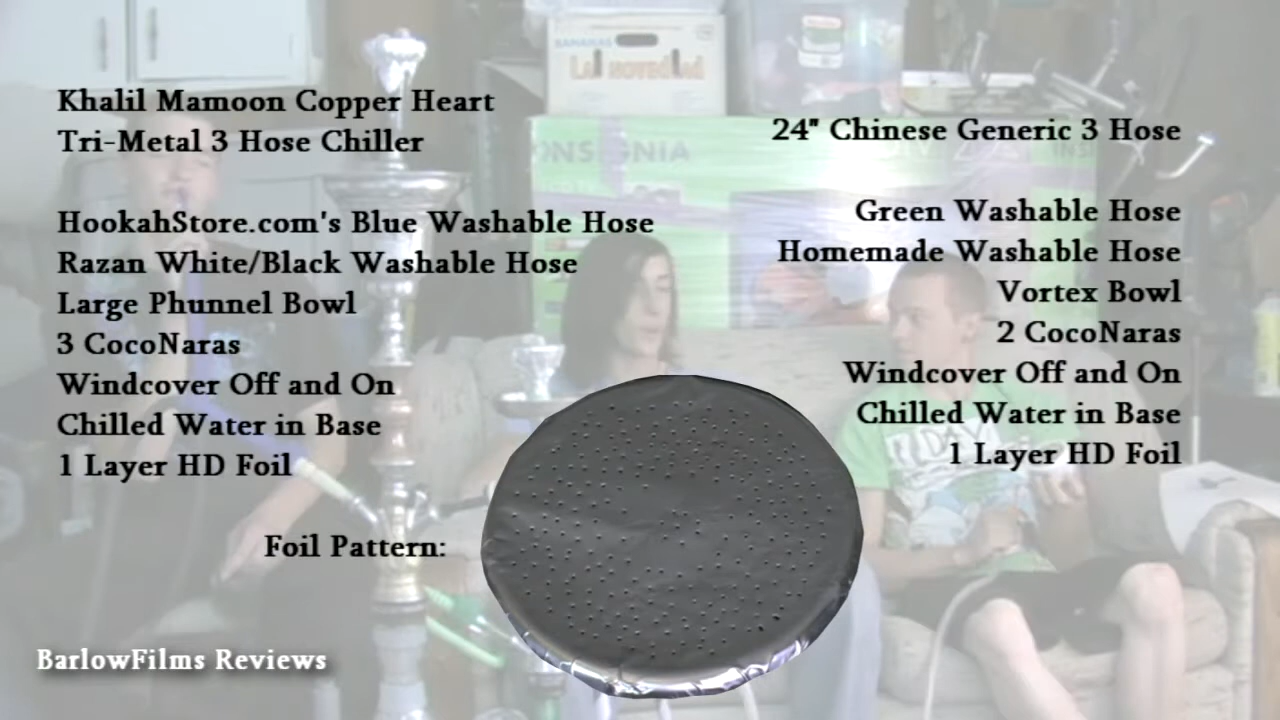 Khalil Mamoon Copper Heart
Tri-Metal 3 Hose Chiller
HookahStore.com's Blue Washable Hose
Razan White/Black Washable Hose
Large Phunnel Bowl
3 CocoNaras
Windcover Off and On
Chilled Water in Base
1 Layer HD Foil
24" Chinese Generic 3 Hose
Green Washable Hose
Homemade Washable Hose
Vortex Bowl
2 CocoNaras
Windcover Off and On
Chilled Water in Base
1 Layer HD Foil
Foil Pattern:
BarlowFilms Reviews
BANANAS